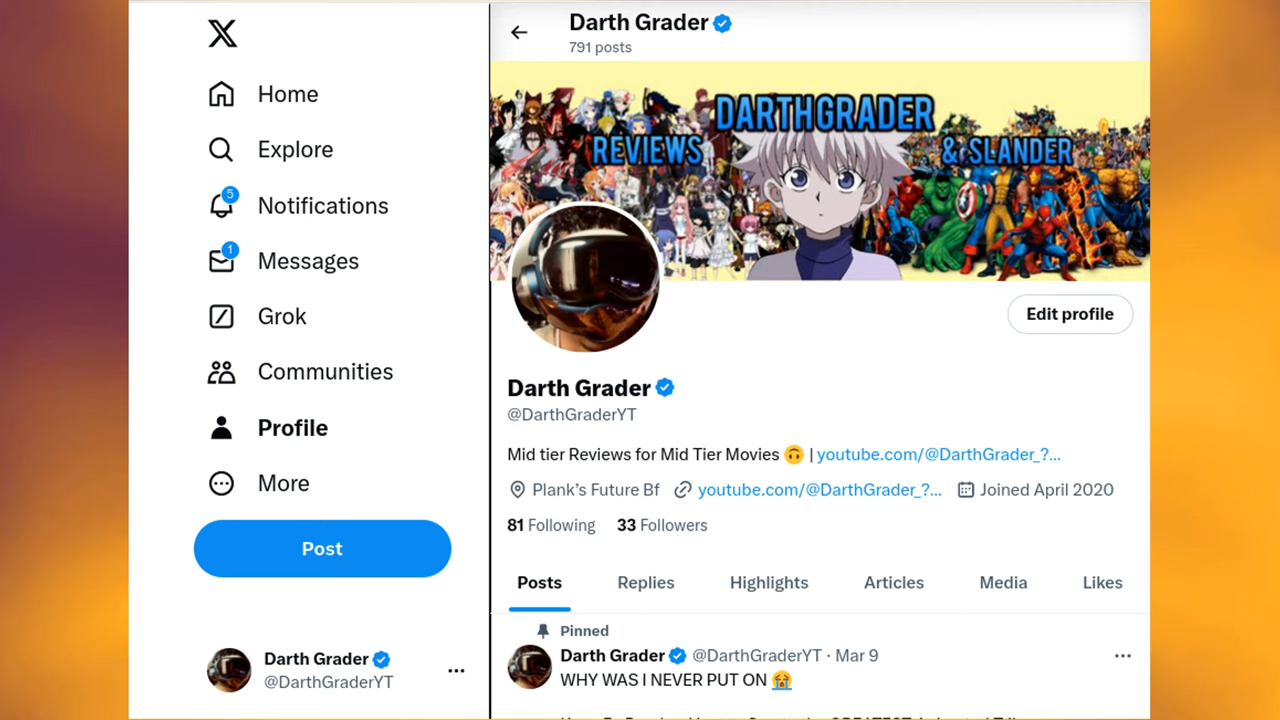 Darth Grader
791 posts
DARTHGRADER
REVIEWS & SLANDER
Home
Explore
5
Notifications
1
Messages
Grok
Communities
Profile
More
Post
Darth Grader
@DarthGraderYT
Edit profile
Darth Grader
@DarthGraderYT
Mid tier Reviews for Mid Tier Movies 🙃 | youtube.com/@DarthGrader_?...
Plank’s Future Bf youtube.com/@DarthGrader_?... Joined April 2020
81 Following 33 Followers
Posts Replies Highlights Articles Media Likes
Pinned
Darth Grader @DarthGraderYT · Mar 9
WHY WAS I NEVER PUT ON 😭